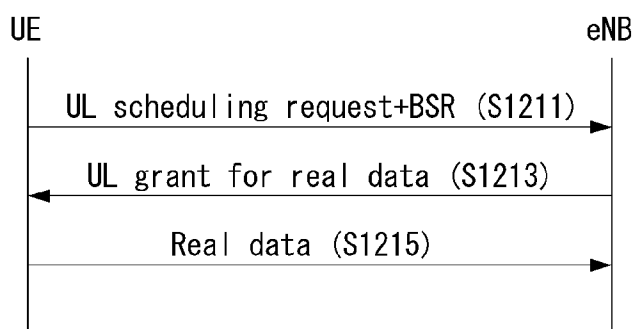 UE
eNB
UL scheduling request+BSR (S1211)
UL grant for real data (S1213)
Real data (S1215)